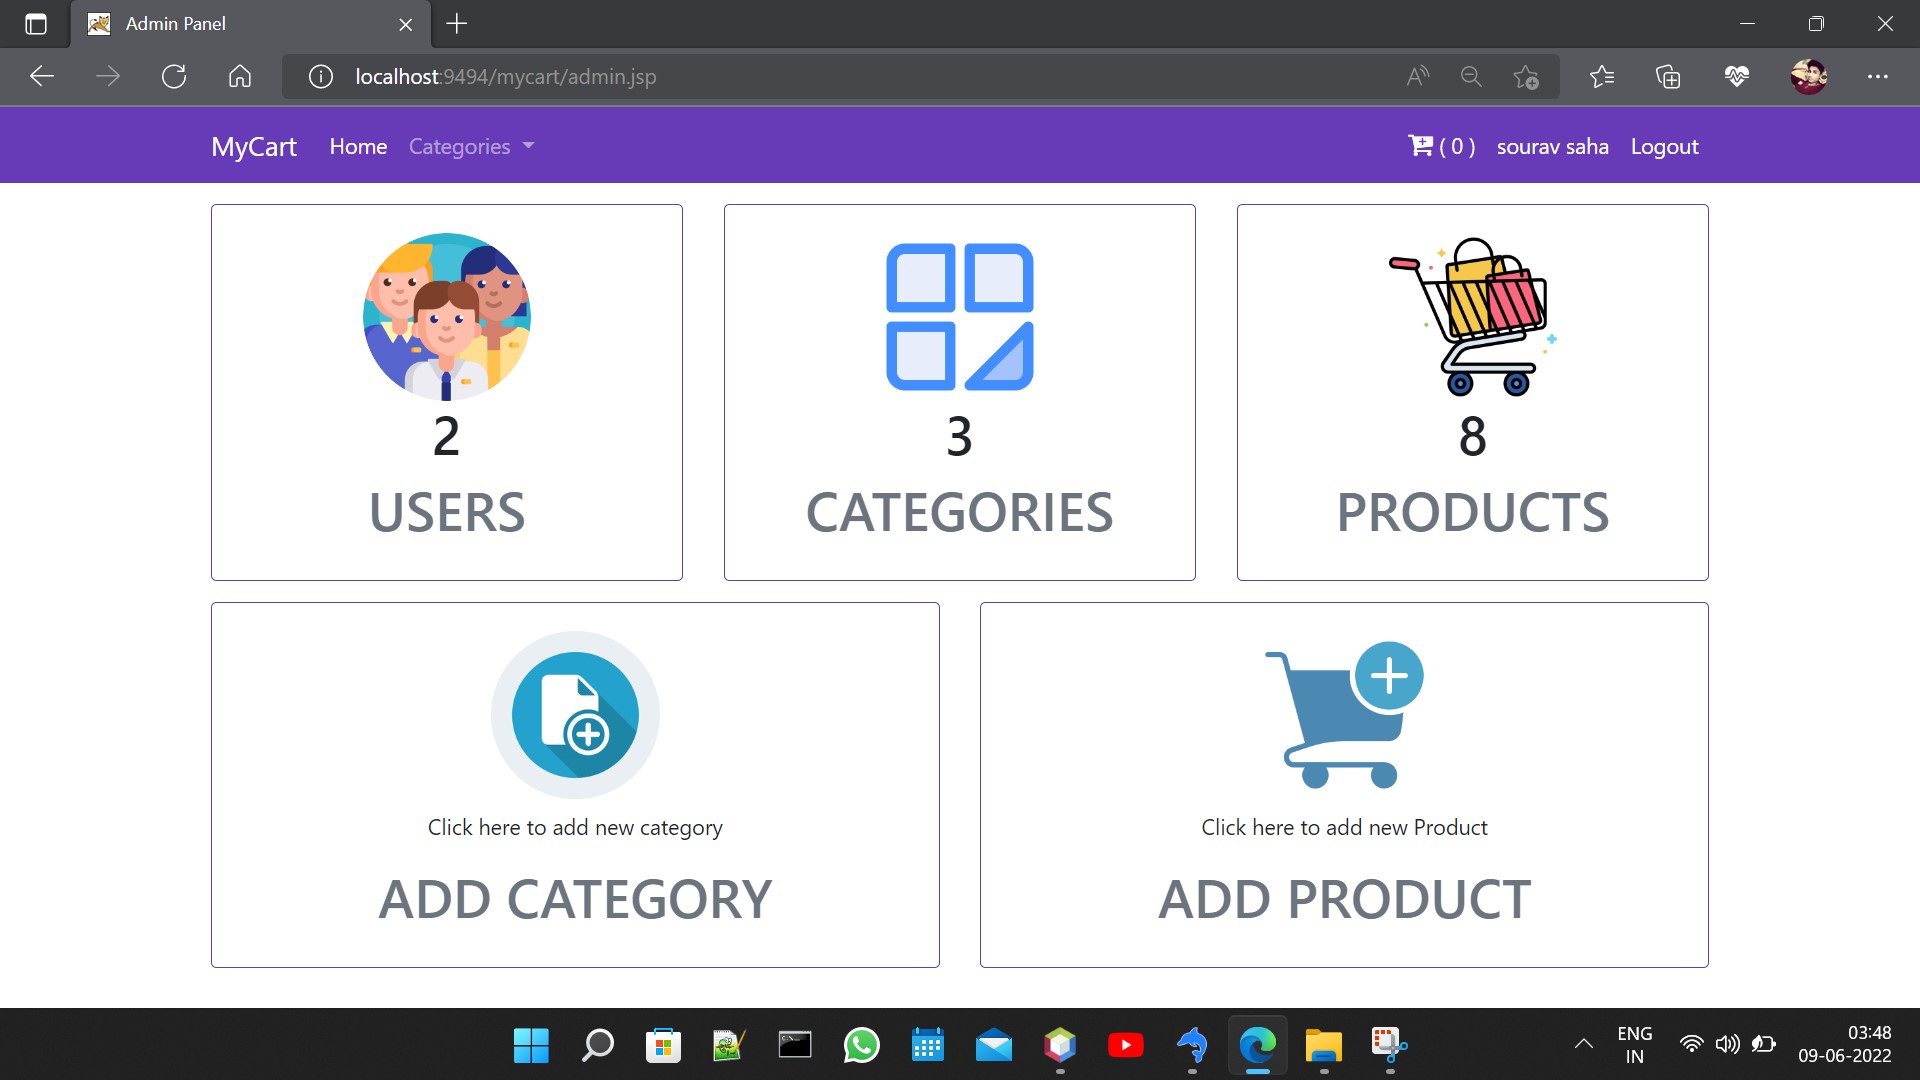 Admin Panel
localhost:9494/mycart/admin.jsp
MyCart Home Categories ( 0 ) sourav saha Logout
2
USERS
3
CATEGORIES
8
PRODUCTS
Click here to add new category
ADD CATEGORY
Click here to add new Product
ADD PRODUCT
ENG
IN
03:48
09-06-2022